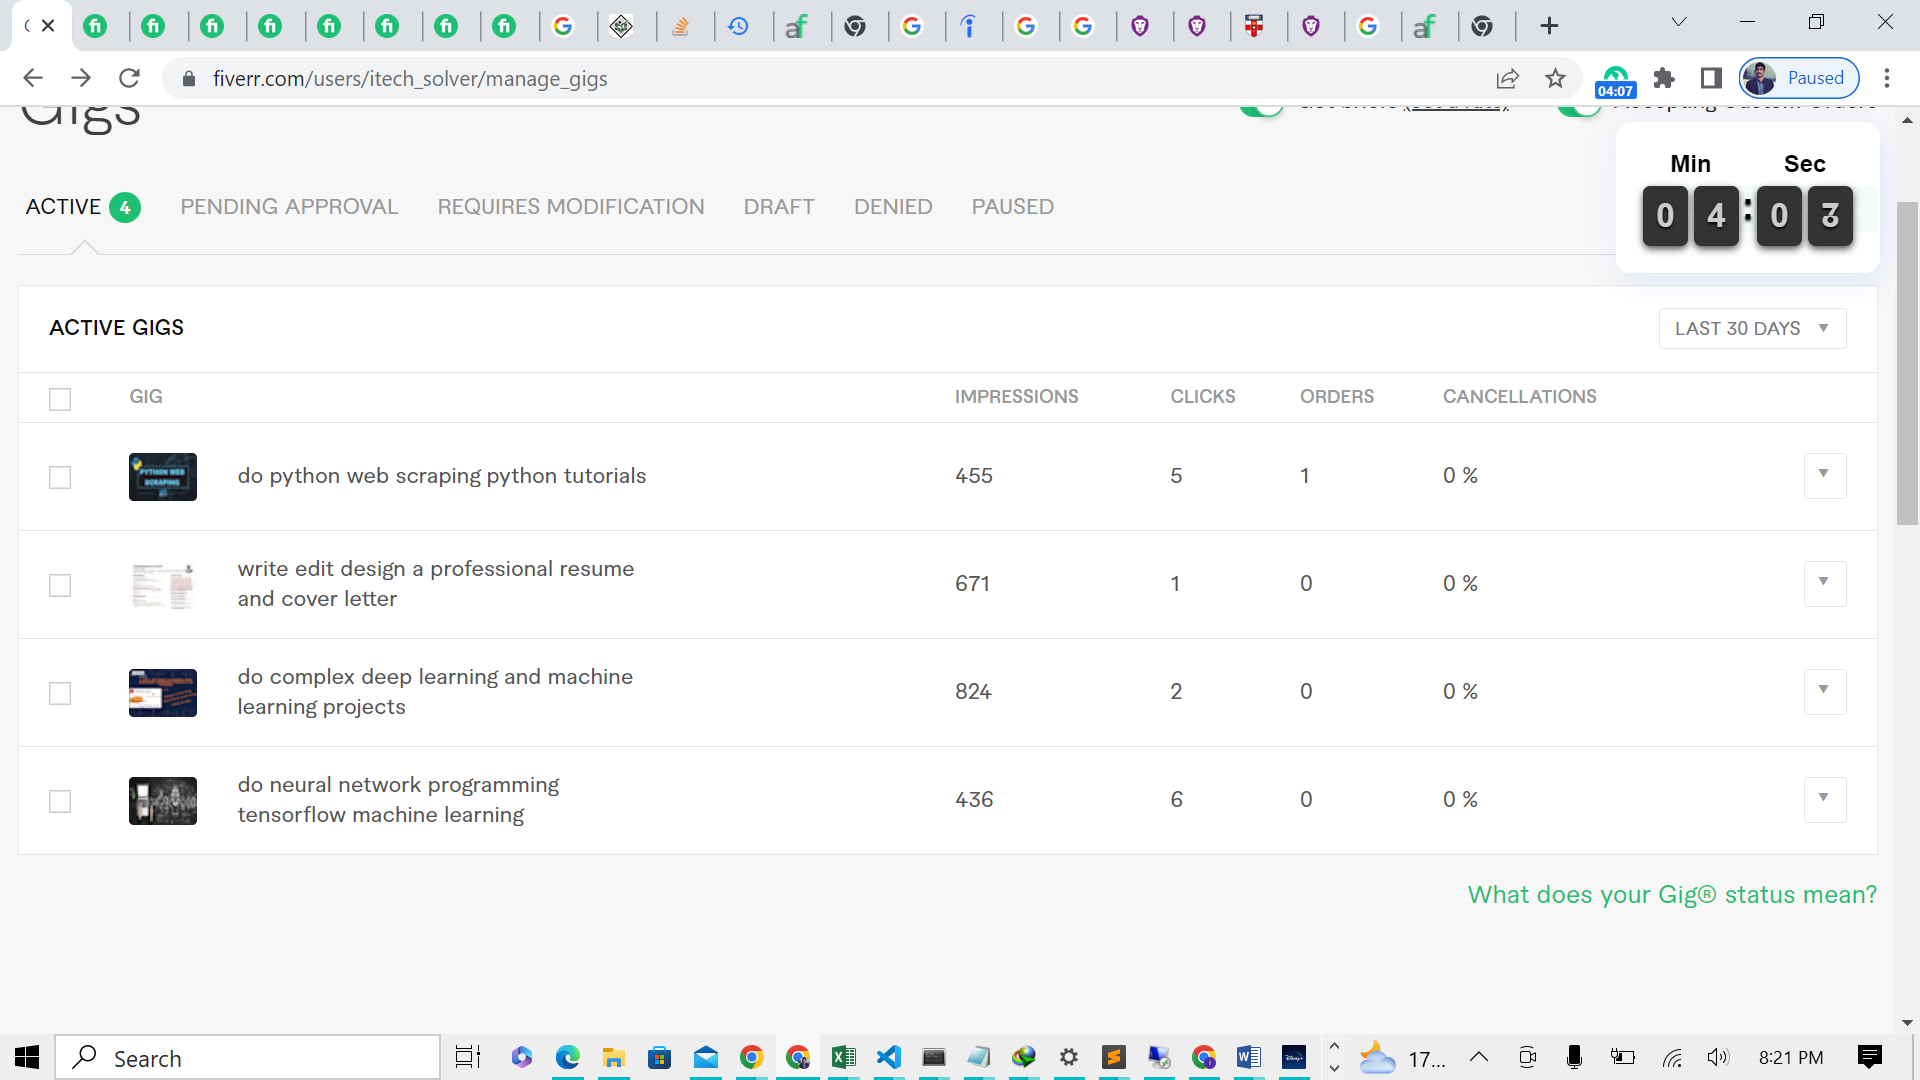 fiverr.com/users/itech_solver/manage_gigs
04:07
Paused
Gigs
Min Sec
0 4 : 0 3
ACTIVE 4 PENDING APPROVAL REQUIRES MODIFICATION DRAFT DENIED PAUSED
ACTIVE GIGS
LAST 30 DAYS
GIG IMPRESSIONS CLICKS ORDERS CANCELLATIONS
PYTHON WEB
SCRAPING
do python web scraping python tutorials 455 5 1 0 %
write edit design a professional resume
and cover letter
671 1 0 0 %
do complex deep learning and machine
learning projects
824 2 0 0 %
do neural network programming
tensorflow machine learning
436 6 0 0 %
What does your Gig® status mean?
Search
17...
8:21 PM